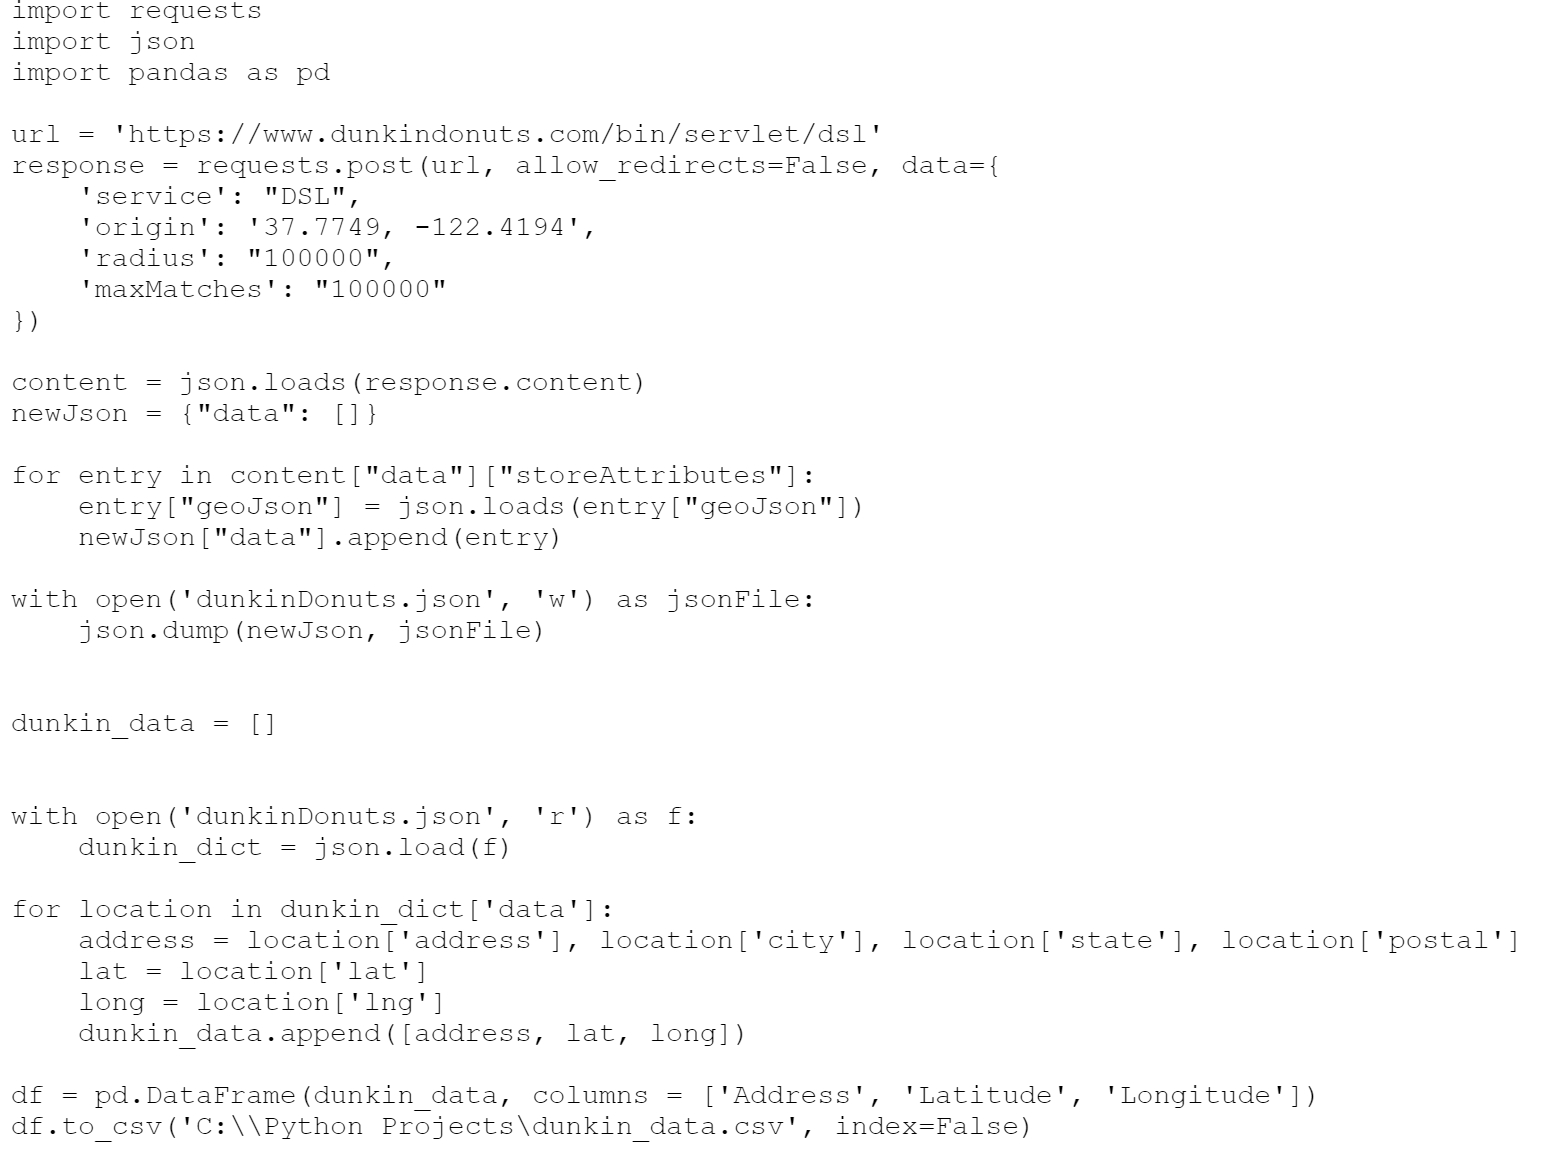 import requests
import json
import pandas as pd
url = 'https://www.dunkindonuts.com/bin/servlet/dsl'
response = requests.post(url, allow_redirects=False, data={
    'service': "DSL",
    'origin': '37.7749, -122.4194',
    'radius': "100000",
    'maxMatches': "100000"
})
content = json.loads(response.content)
newJson = {"data": []}
for entry in content["data"]["storeAttributes"]:
    entry["geoJson"] = json.loads(entry["geoJson"])
    newJson["data"].append(entry)
with open('dunkinDonuts.json', 'w') as jsonFile:
    json.dump(newJson, jsonFile)
dunkin_data = []
with open('dunkinDonuts.json', 'r') as f:
    dunkin_dict = json.load(f)
for location in dunkin_dict['data']:
    address = location['address'], location['city'], location['state'], location['postal']
    lat = location['lat']
    long = location['lng']
    dunkin_data.append([address, lat, long])
df = pd.DataFrame(dunkin_data, columns = ['Address', 'Latitude', 'Longitude'])
df.to_csv('C:\\Python Projects\dunkin_data.csv', index=False)